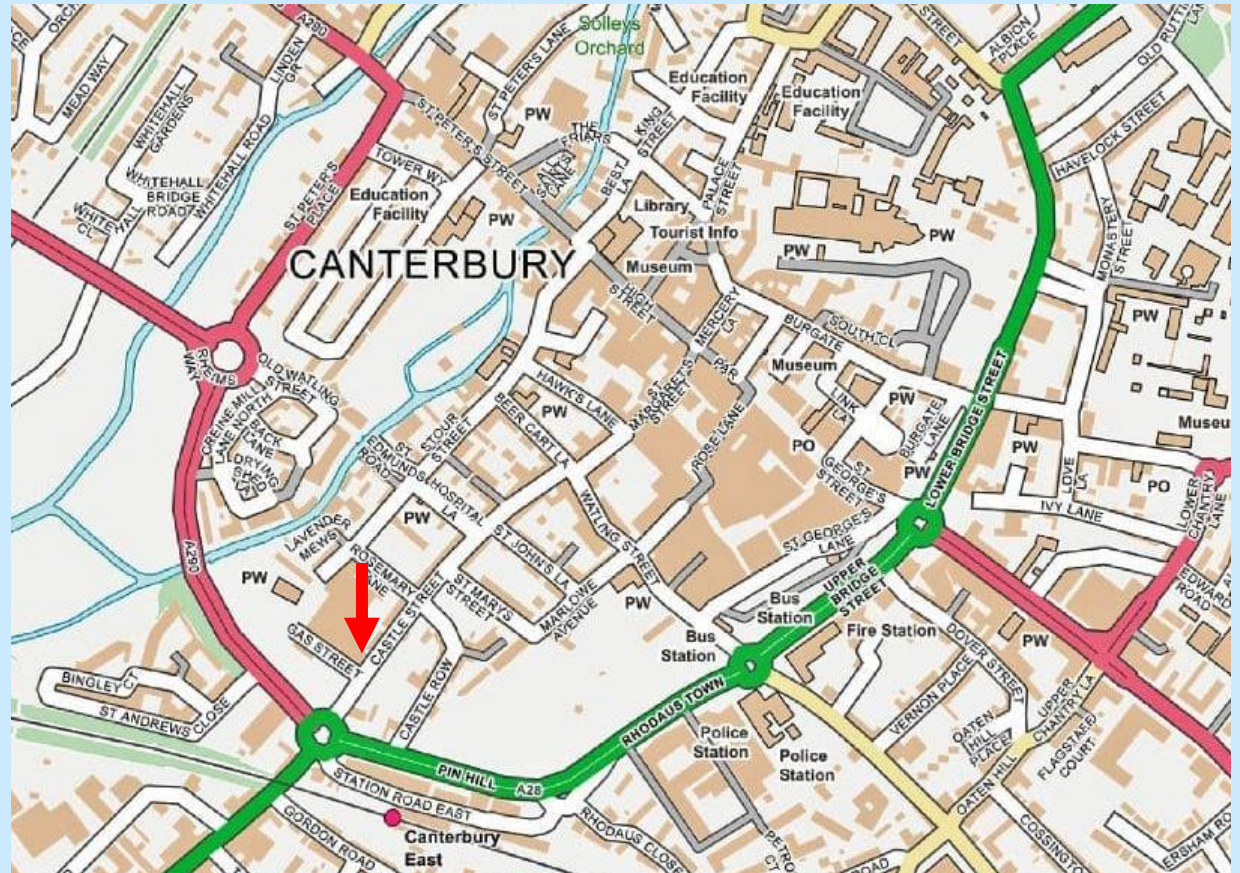 Solleys
Orchard
A290
LINDEN
GR
MEAD WAY
WHITEHALL
GARDENS
WHITEHALL ROAD
WHITEHALL
BRIDGE
ROAD
ST PETER'S LANE
ST PETER'S STREET
PW
THE
FRIARS
KING
STREET
BEST
LA
Education
Facility
Education
Facility
STREET
ALBION
PLACE
HAVELOCK STREET
MONASTERY
STREET
TOWER WY
Education
Facility
PW
ST PETER'S
PLACE
Library
PALACE
STREET
Tourist Info
Museum
PW
PW
CANTERBURY
HIGH
STREET
MERCERY
LA
BURGATE
SOUTH CL
PW
RHEIMS
WAY
OLD WATLING
STREET
BACK
LANE
DRYING
SHED
HAWK'S LANE
ST
MARGARET'S
STREET
PAR
Museum
LINK
LA
PW
BURGATE
LANE
LOWER BRIDGE STREET
BEER CART LA
PW
STOUR
STREET
ROSE LANE
PO
ST
GEORGE'S
STREET
PW
PW
LOVE
LA
IVY LANE
PO
LOWER
CHANTRY
LANE
ST
EDMUNDS
ROAD
HOSPITAL
LA
PW
WATLING STREET
ST GEORGE'S
LANE
UPPER
BRIDGE
STREET
LAVENDER
MEWS
ROSEMARY
LANE
ST JOHN'S LA
ST MARYS
STREET
MARLOWE
AVENUE
PW
A290
PW
CASTLE STREET
GAS STREET
CASTLE ROW
Bus
Station
Bus
Station
Fire Station
DOVER STREET
PW
EDWARD
ROAD
BINGLEY CT
ST ANDREWS CLOSE
RHODAUS TOWN
VERNON PLACE
OATEN
HILL
PLACE
UPPER
CHANTRY LA
FLAGSTAFF
COURT
Police
Station
Police
Station
OATEN HILL
PIN HILL
A28
STATION ROAD EAST
Canterbury
East
GORDON ROAD
RHODAUS CLOSE
PETRO
CT
ROAD